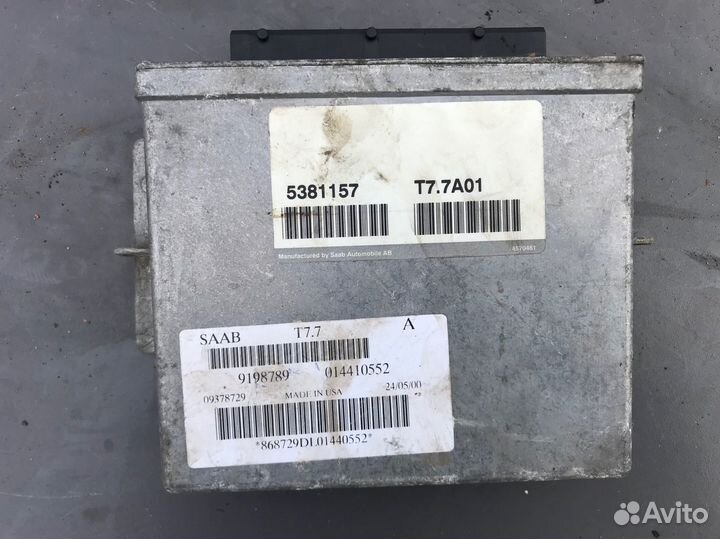 5381157 T7.7A01
Manufactured by Saab Automobile AB 4870461
SAAB T7.7 A
9198789 014410552
09378729 MADE IN USA 24/05/00
*868729DL01440552*
Avito